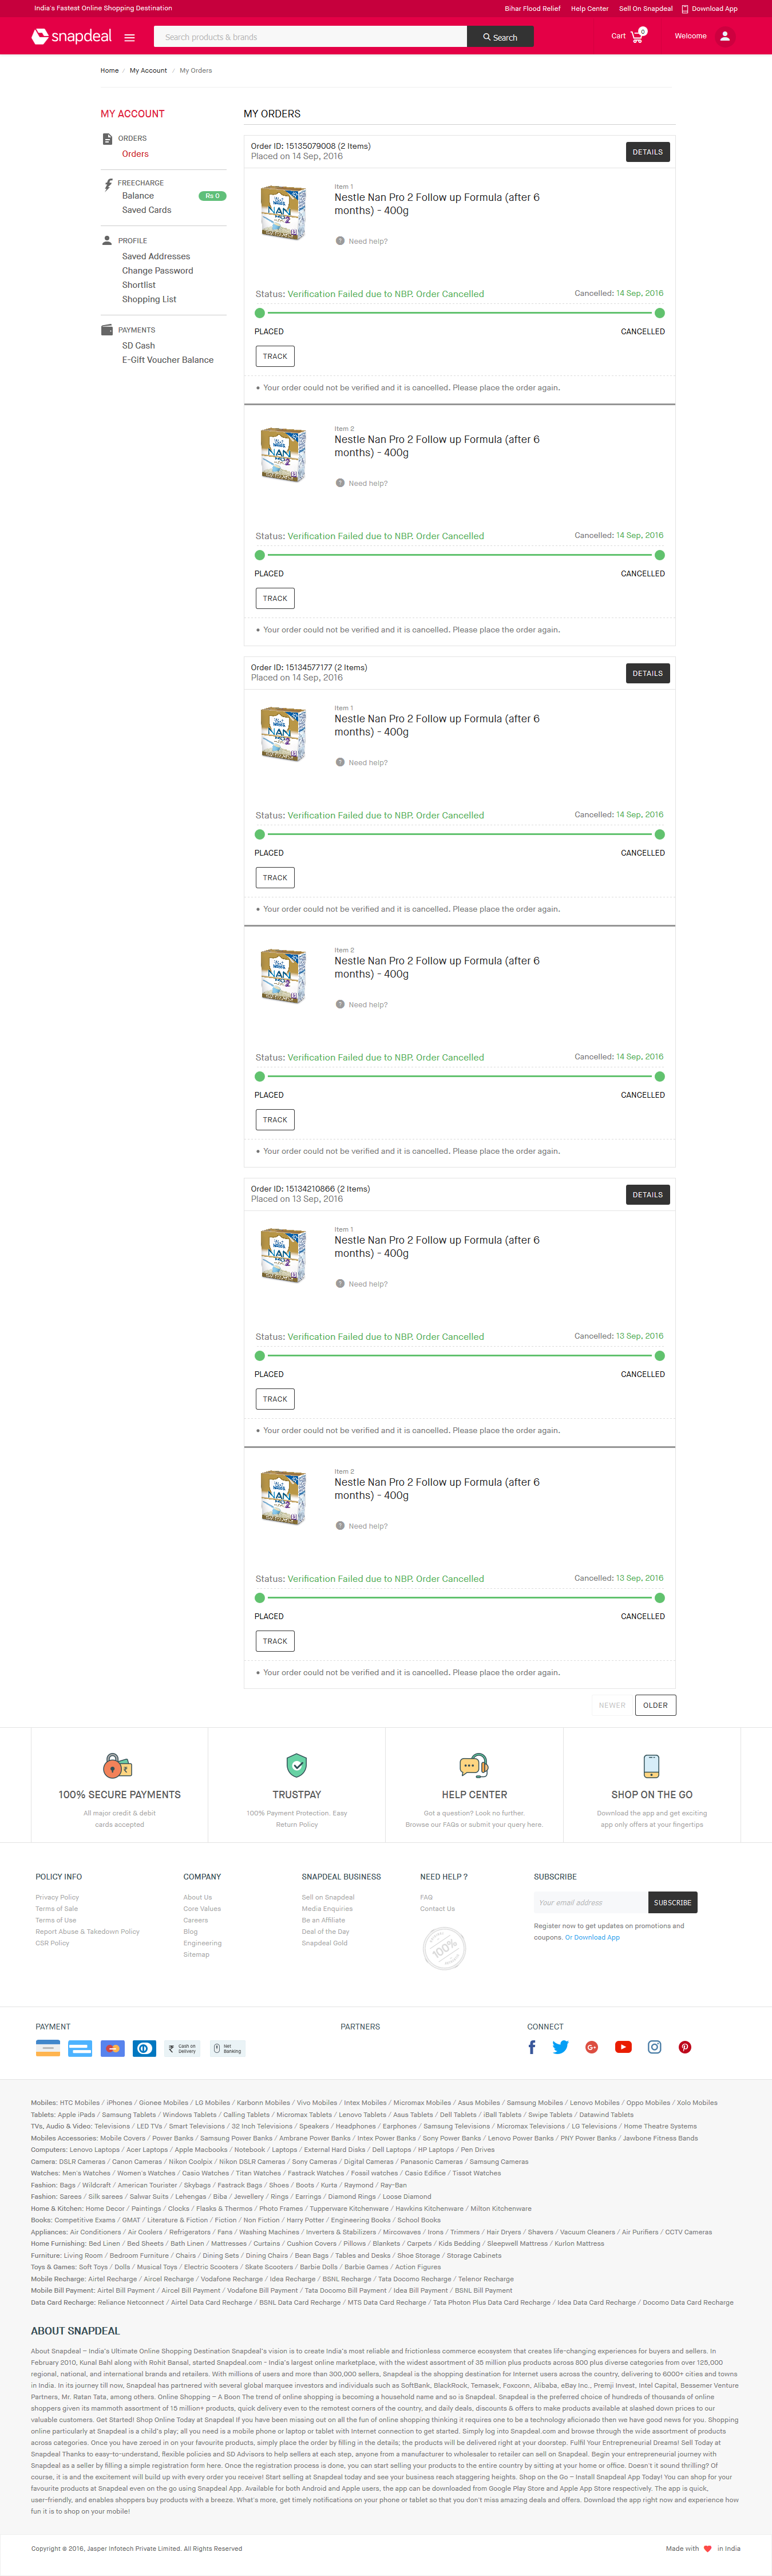 India's Fastest Online Shopping Destination
Bihar Flood Relief Help Center Sell On Snapdeal Download App
snapdeal
Search products & brands
Search
Cart 0
Welcome
Home / My Account / My Orders
MY ACCOUNT
ORDERS
Orders
FREECHARGE
Balance Rs 0
Saved Cards
PROFILE
Saved Addresses
Change Password
Shortlist
Shopping List
PAYMENTS
SD Cash
E-Gift Voucher Balance
MY ORDERS
Order ID: 15135079008 (2 Items)
Placed on 14 Sep, 2016
DETAILS
Item 1
Nestle Nan Pro 2 Follow up Formula (after 6
months) - 400g
? Need help?
Status: Verification Failed due to NBP. Order Cancelled
Cancelled: 14 Sep, 2016
PLACED
CANCELLED
TRACK
• Your order could not be verified and it is cancelled. Please place the order again.
Item 2
Nestle Nan Pro 2 Follow up Formula (after 6
months) - 400g
? Need help?
Status: Verification Failed due to NBP. Order Cancelled
Cancelled: 14 Sep, 2016
PLACED
CANCELLED
TRACK
• Your order could not be verified and it is cancelled. Please place the order again.
Order ID: 15134577177 (2 Items)
Placed on 14 Sep, 2016
DETAILS
Item 1
Nestle Nan Pro 2 Follow up Formula (after 6
months) - 400g
? Need help?
Status: Verification Failed due to NBP. Order Cancelled
Cancelled: 14 Sep, 2016
PLACED
CANCELLED
TRACK
• Your order could not be verified and it is cancelled. Please place the order again.
Item 2
Nestle Nan Pro 2 Follow up Formula (after 6
months) - 400g
? Need help?
Status: Verification Failed due to NBP. Order Cancelled
Cancelled: 14 Sep, 2016
PLACED
CANCELLED
TRACK
• Your order could not be verified and it is cancelled. Please place the order again.
Order ID: 15134210866 (2 Items)
Placed on 13 Sep, 2016
DETAILS
Item 1
Nestle Nan Pro 2 Follow up Formula (after 6
months) - 400g
? Need help?
Status: Verification Failed due to NBP. Order Cancelled
Cancelled: 13 Sep, 2016
PLACED
CANCELLED
TRACK
• Your order could not be verified and it is cancelled. Please place the order again.
Item 2
Nestle Nan Pro 2 Follow up Formula (after 6
months) - 400g
? Need help?
Status: Verification Failed due to NBP. Order Cancelled
Cancelled: 13 Sep, 2016
PLACED
CANCELLED
TRACK
• Your order could not be verified and it is cancelled. Please place the order again.
NEWER OLDER
100% SECURE PAYMENTS
All major credit & debit
cards accepted
TRUSTPAY
100% Payment Protection. Easy
Return Policy
HELP CENTER
Got a question? Look no further.
Browse our FAQs or submit your query here.
SHOP ON THE GO
Download the app and get exciting
app only offers at your fingertips
POLICY INFO
Privacy Policy
Terms of Sale
Terms of Use
Report Abuse & Takedown Policy
CSR Policy
COMPANY
About Us
Core Values
Careers
Blog
Engineering
Sitemap
SNAPDEAL BUSINESS
Sell on Snapdeal
Media Enquiries
Be an Affiliate
Deal of the Day
Snapdeal Gold
NEED HELP ?
FAQ
Contact Us
100%
SUBSCRIBE
Your email address
SUBSCRIBE
Register now to get updates on promotions and
coupons. Or Download App
PAYMENT
Cash on
Delivery
Net
Banking
PARTNERS
CONNECT
Mobiles: HTC Mobiles / iPhones / Gionee Mobiles / LG Mobiles / Karbonn Mobiles / Vivo Mobiles / Intex Mobiles / Micromax Mobiles / Asus Mobiles / Samsung Mobiles / Lenovo Mobiles / Oppo Mobiles / Xolo Mobiles
Tablets: Apple iPads / Samsung Tablets / Windows Tablets / Calling Tablets / Micromax Tablets / Lenovo Tablets / Asus Tablets / Dell Tablets / iBall Tablets / Swipe Tablets / Datawind Tablets
TVs, Audio & Video: Televisions / LED TVs / Smart Televisions / 32 Inch Televisions / Speakers / Headphones / Earphones / Samsung Televisions / Micromax Televisions / LG Televisions / Home Theatre Systems
Mobiles Accessories: Mobile Covers / Power Banks / Samsung Power Banks / Ambrane Power Banks / Intex Power Banks / Sony Power Banks / Lenovo Power Banks / PNY Power Banks / Jawbone Fitness Bands
Computers: Lenovo Laptops / Acer Laptops / Apple Macbooks / Notebook / Laptops / External Hard Disks / Dell Laptops / HP Laptops / Pen Drives
Camera: DSLR Cameras / Canon Cameras / Nikon Coolpix / Nikon DSLR Cameras / Sony Cameras / Digital Cameras / Panasonic Cameras / Samsung Cameras
Watches: Men's Watches / Women's Watches / Casio Watches / Titan Watches / Fastrack Watches / Fossil watches / Casio Edifice / Tissot Watches
Fashion: Bags / Wildcraft / American Tourister / Skybags / Fastrack Bags / Shoes / Boots / Kurta / Raymond / Ray-Ban
Fashion: Sarees / Silk sarees / Salwar Suits / Lehengas / Biba / Jewellery / Rings / Earrings / Diamond Rings / Loose Diamond
Home & Kitchen: Home Decor / Paintings / Clocks / Flasks & Thermos / Photo Frames / Tupperware Kitchenware / Hawkins Kitchenware / Milton Kitchenware
Books: Competitive Exams / GMAT / Literature & Fiction / Fiction / Non Fiction / Harry Potter / Engineering Books / School Books
Appliances: Air Conditioners / Air Coolers / Refrigerators / Fans / Washing Machines / Inverters & Stabilizers / Mircowaves / Irons / Trimmers / Hair Dryers / Shavers / Vacuum Cleaners / Air Purifiers / CCTV Cameras
Home Furnishing: Bed Linen / Bed Sheets / Bath Linen / Mattresses / Curtains / Cushion Covers / Pillows / Blankets / Carpets / Kids Bedding / Sleepwell Mattress / Kurlon Mattress
Furniture: Living Room / Bedroom Furniture / Chairs / Dining Sets / Dining Chairs / Bean Bags / Tables and Desks / Shoe Storage / Storage Cabinets
Toys & Games: Soft Toys / Dolls / Musical Toys / Electric Scooters / Skate Scooters / Barbie Dolls / Barbie Games / Action Figures
Mobile Recharge: Airtel Recharge / Aircel Recharge / Vodafone Recharge / Idea Recharge / BSNL Recharge / Tata Docomo Recharge / Telenor Recharge
Mobile Bill Payment: Airtel Bill Payment / Aircel Bill Payment / Vodafone Bill Payment / Tata Docomo Bill Payment / Idea Bill Payment / BSNL Bill Payment
Data Card Recharge: Reliance Netconnect / Airtel Data Card Recharge / BSNL Data Card Recharge / MTS Data Card Recharge / Tata Photon Plus Data Card Recharge / Idea Data Card Recharge / Docomo Data Card Recharge
ABOUT SNAPDEAL
About Snapdeal - India's Ultimate Online Shopping Destination Snapdeal's vision is to create India's most reliable and frictionless commerce ecosystem that creates life-changing experiences for buyers and sellers. In
February 2010, Kunal Bahl along with Rohit Bansal, started Snapdeal.com - India's largest online marketplace, with the widest assortment of 35 million plus products across 800 plus diverse categories from over 125,000
regional, national, and international brands and retailers. With millions of users and more than 300,000 sellers, Snapdeal is the shopping destination for Internet users across the country, delivering to 6000+ cities and towns
in India. In its journey till now, Snapdeal has partnered with several global marquee investors and individuals such as SoftBank, BlackRock, Temasek, Foxconn, Alibaba, eBay Inc., Premji Invest, Intel Capital, Bessemer Venture
Partners, Mr. Ratan Tata, among others. Online Shopping – A Boon The trend of online shopping is becoming a household name and so is Snapdeal. Snapdeal is the preferred choice of hundreds of thousands of online
shoppers given its mammoth assortment of 15 million+ products, quick delivery even to the remotest corners of the country, and daily deals, discounts & offers to make products available at slashed down prices to our
valuable customers. Get Started! Shop Online Today at Snapdeal If you have been missing out on all the fun of online shopping thinking it requires one to be a technology aficionado then we have good news for you. Shopping
online particularly at Snapdeal is a child's play; all you need is a mobile phone or laptop or tablet with Internet connection to get started. Simply log into Snapdeal.com and browse through the wide assortment of products
across categories. Once you have zeroed in on your favourite products, simply place the order by filling in the details; the products will be delivered right at your doorstep. Fulfil Your Entrepreneurial Dreams! Sell Today at
Snapdeal Thanks to easy-to-understand, flexible policies and SD Advisors to help sellers at each step, anyone from a manufacturer to wholesaler to retailer can sell on Snapdeal. Begin your entrepreneurial journey with
Snapdeal as a seller by filling a simple registration form here. Once the registration process is done, you can start selling your products to the entire country by sitting at your home or office. Doesn't it sound thrilling? Of
course, it is and the excitement will build up with every order you receive! Start selling at Snapdeal today and see your business reach staggering heights. Shop on the Go – Install Snapdeal App Today! You can shop for your
favourite products at Snapdeal even on the go using Snapdeal App. Available for both Android and Apple users, the app can be downloaded from Google Play Store and Apple App Store respectively. The app is quick,
user-friendly, and enables shoppers buy products with a breeze. What's more, get timely notifications on your phone or tablet so that you don't miss amazing deals and offers. Download the app right now and experience how
fun it is to shop on your mobile!
Copyright © 2016, Jasper Infotech Private Limited. All Rights Reserved
Made with in India